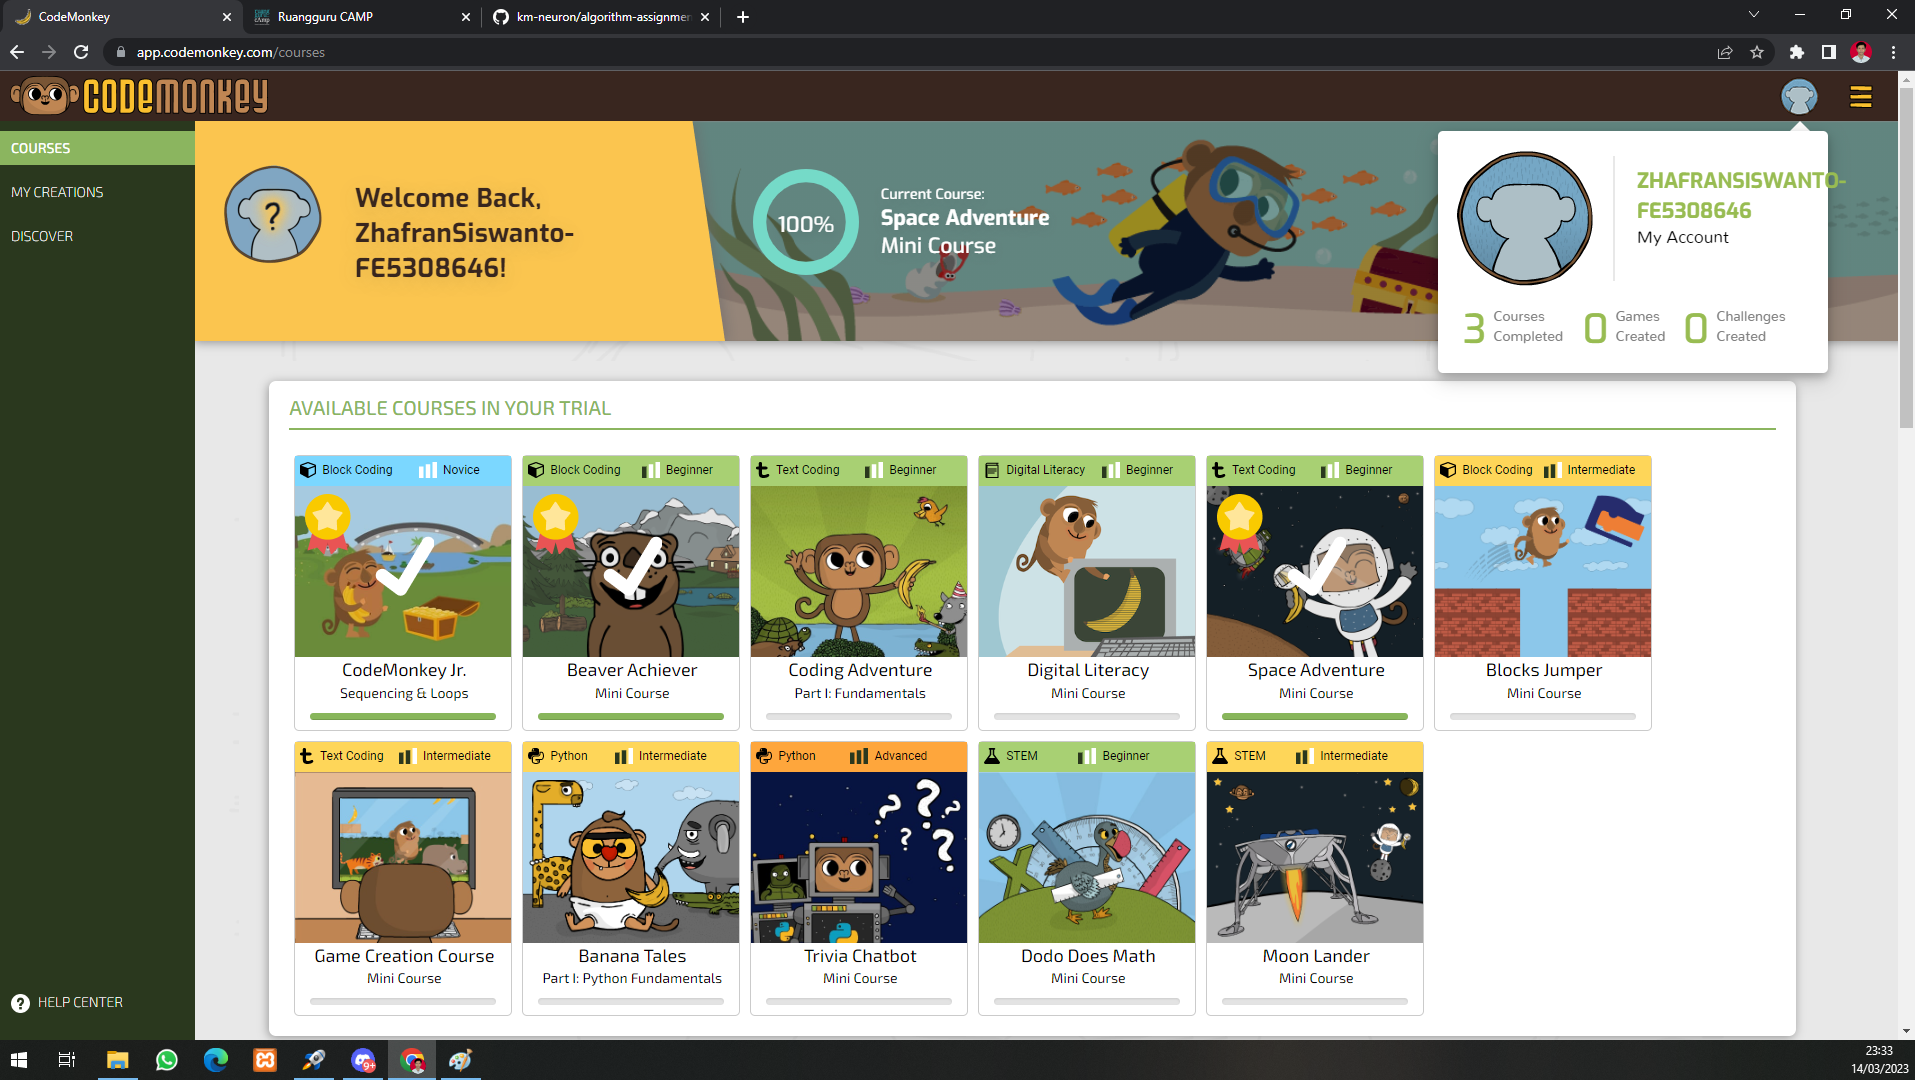 CodeMonkey
Ruangguru CAMP
km-neuron/algorithm-assignmen
app.codemonkey.com/courses
CODEMONKEY
COURSES
MY CREATIONS
DISCOVER
HELP CENTER
?
Welcome Back,
ZhafranSiswanto-
FE5308646!
100%
Current Course:
Space Adventure
Mini Course
ZHAFRANSISWANTO-
FE5308646
My Account
3 Courses Completed
0 Games Created
0 Challenges Created
AVAILABLE COURSES IN YOUR TRIAL
Block Coding Novice
CodeMonkey Jr.
Sequencing & Loops
Block Coding Beginner
Beaver Achiever
Mini Course
Text Coding Beginner
Coding Adventure
Part I: Fundamentals
Digital Literacy Beginner
Digital Literacy
Mini Course
Text Coding Beginner
Space Adventure
Mini Course
Block Coding Intermediate
Blocks Jumper
Mini Course
Text Coding Intermediate
Game Creation Course
Mini Course
Python Intermediate
Banana Tales
Part I: Python Fundamentals
Python Advanced
? ? ? ? ?
Trivia Chatbot
Mini Course
STEM Beginner
Dodo Does Math
Mini Course
STEM Intermediate
Moon Lander
Mini Course
9+
23:33
14/03/2023